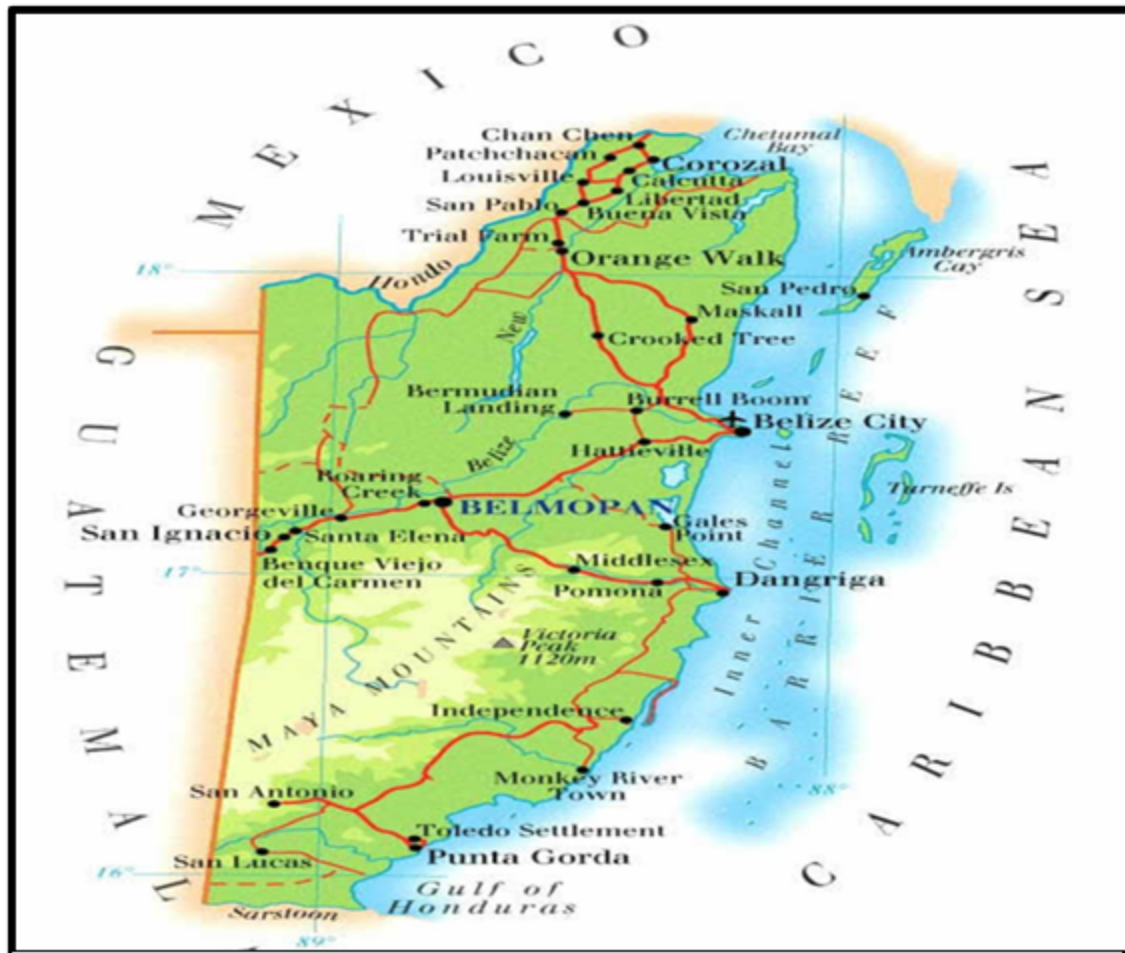 MEXICO
Chan Chen
Chetumal
Bay
Patchchacan
Corozal
Louisville
Calcutta
Libertad
San Pablo
Buena Vista
Trial Farm
Orange Walk
Hondo
18°
Ambergris
Cay
San Pedro
New
Maskall
Crooked Tree
Bermudian
Landing
Burrell Boom
Belize City
Belize
Hattieville
Roaring
Creek
BELMOPAN
Turneffe Is
Georgeville
San Ignacio
Santa Elena
Gales
Point
Benque Viejo
del Carmen
Middlesex
17°
Pomona
Dangriga
Victoria
Peak
1120m
MAYA MOUNTAINS
Inner Channel
BARRIER REEF
CARIBBEAN SEA
Independence
Monkey River
Town
88°
San Antonio
Toledo Settlement
San Lucas
Punta Gorda
16°
Gulf of
Honduras
Sarstoon
89°
GUATEMAL